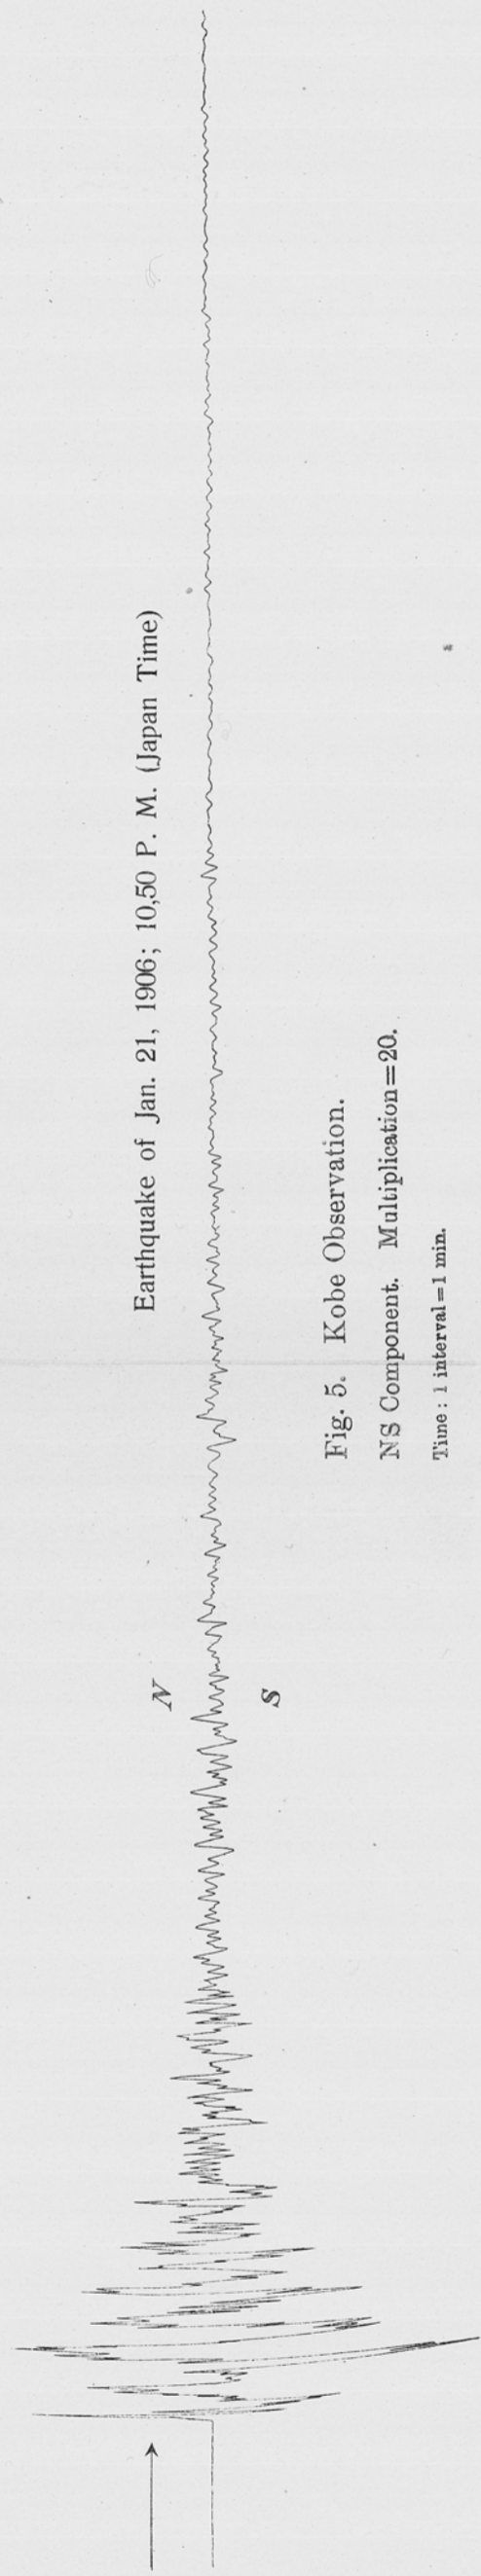 Earthquake of Jan. 21, 1906; 10,50 P. M. (Japan Time)
N
S
Fig. 5. Kobe Observation.
NS Component. Multiplication=20.
Time: 1 interval=1 min.